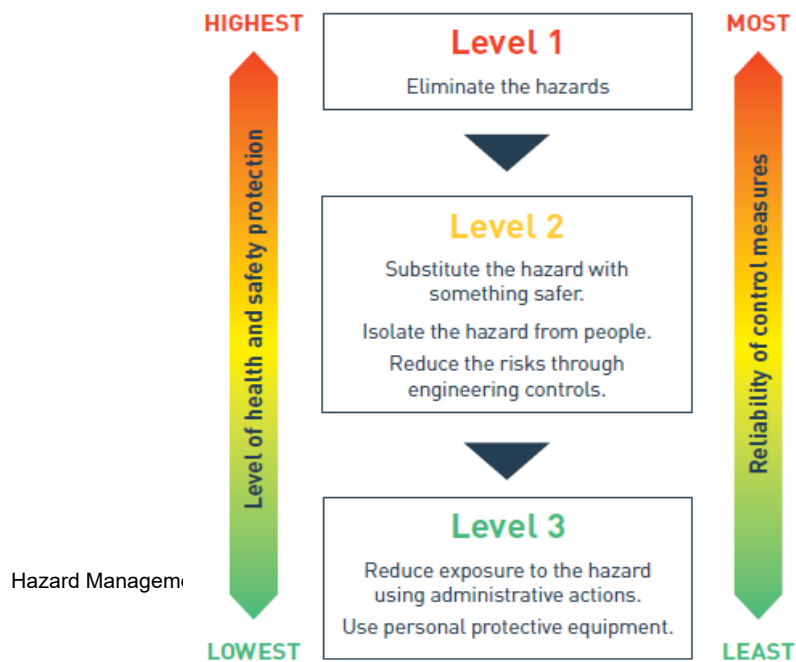 HIGHEST
MOST
Level 1
Eliminate the hazards
Level of health and safety protection
Reliability of control measures
Level 2
Substitute the hazard with
something safer.
Isolate the hazard from people.
Reduce the risks through
engineering controls.
Level 3
Reduce exposure to the hazard
using administrative actions.
Use personal protective equipment.
Hazard
LOWEST
LEAST